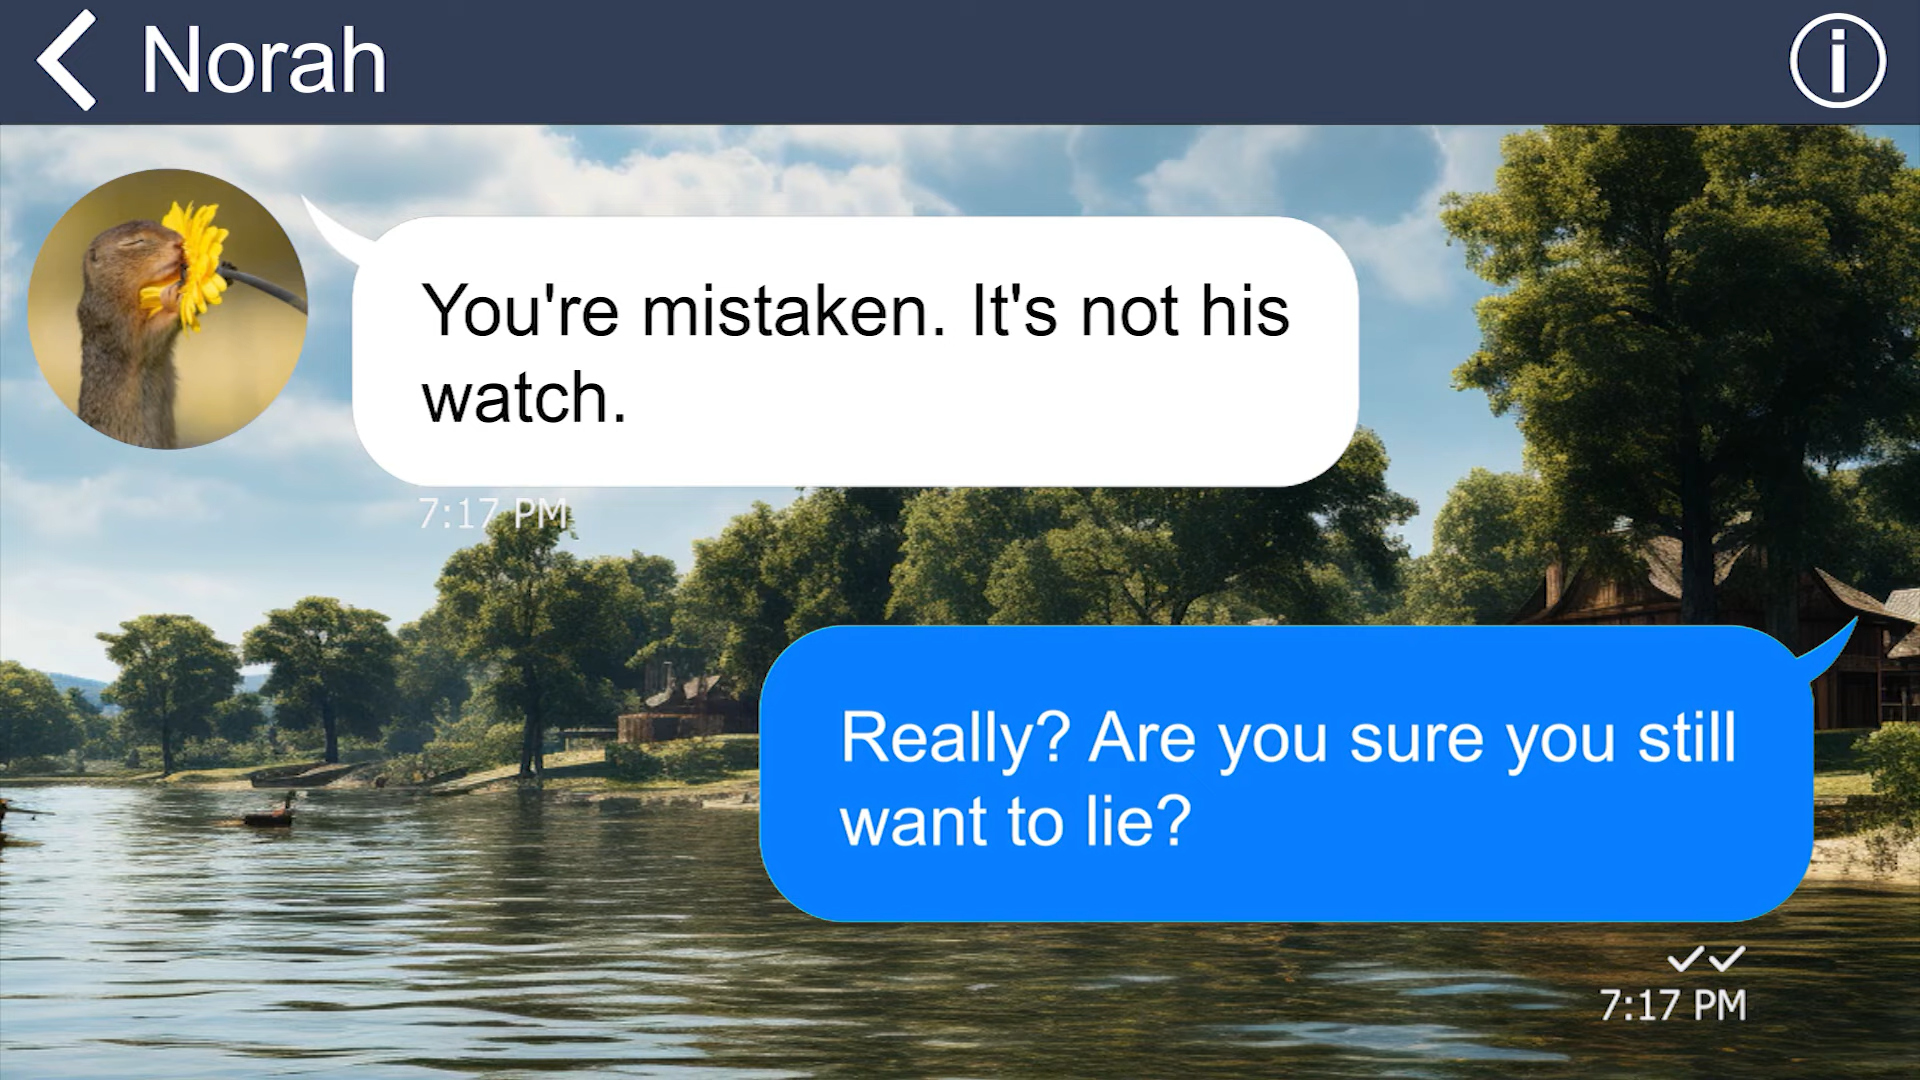 Norah
You're mistaken. It's not his
watch.
7:17 PM
Really? Are you sure you still
want to lie?
7:17 PM